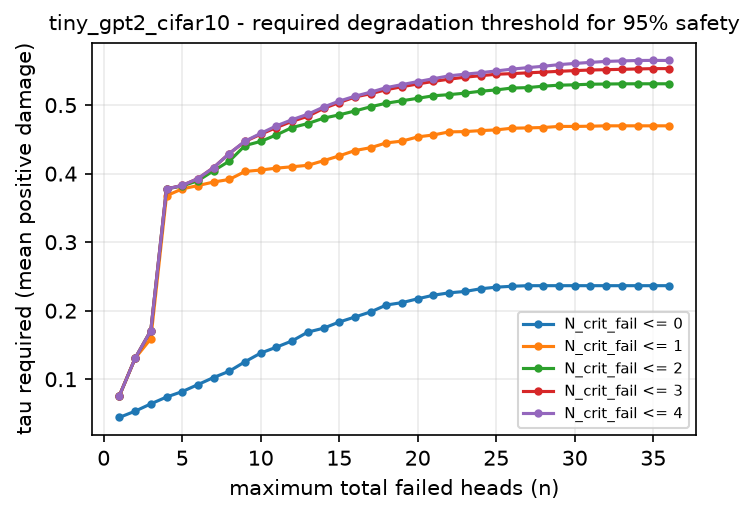 tiny_gpt2_cifar10 - required degradation threshold for 95% safety
tau required (mean positive damage)
0.5
0.4
0.3
0.2
0.1
0
5
10
15
20
25
30
35
maximum total failed heads (n)
N_crit_fail <= 0
N_crit_fail <= 1
N_crit_fail <= 2
N_crit_fail <= 3
N_crit_fail <= 4